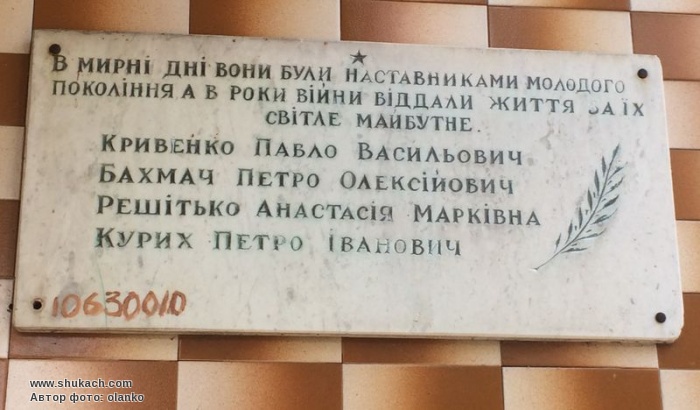 В МИРНІ ДНІ ВОНИ БУЛИ НАСТАВНИКАМИ МОЛОДОГО
ПОКОЛІННЯ А В РОКИ ВІЙНИ ВІДДАЛИ ЖИТТЯ ЗА ЇХ
СВІТЛЕ МАЙБУТНЄ.
КРИВЕНКО ПАВЛО ВАСИЛЬОВИЧ
БАХМАЧ ПЕТРО ОЛЕКСІЙОВИЧ
РЕШІТЬКО АНАСТАСІЯ МАРКІВНА
КУРИХ ПЕТРО ІВАНОВИЧ
10630010
www.shukach.com
Автор фото: olanko